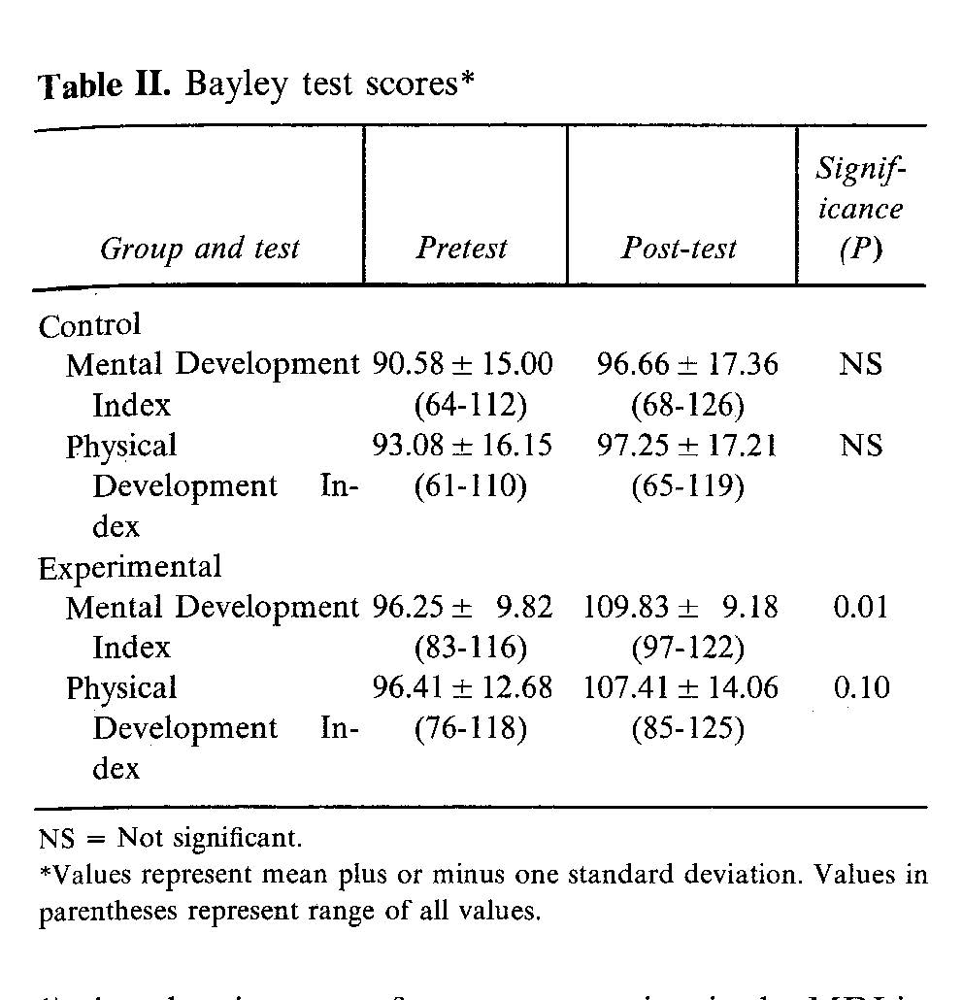 Table II. Bayley test scores*
Group and test Pretest Post-test Signif-
icance
(P)
Control
Mental Development 90.58 ± 15.00 96.66 ± 17.36 NS
Index (64-112) (68-126)
Physical 93.08 ± 16.15 97.25 ± 17.21 NS
Development In- (61-110) (65-119)
dex
Experimental
Mental Development 96.25 ± 9.82 109.83 ± 9.18 0.01
Index (83-116) (97-122)
Physical 96.41 ± 12.68 107.41 ± 14.06 0.10
Development In- (76-118) (85-125)
dex
NS = Not significant.
*Values represent mean plus or minus one standard deviation. Values in
parentheses represent range of all values.